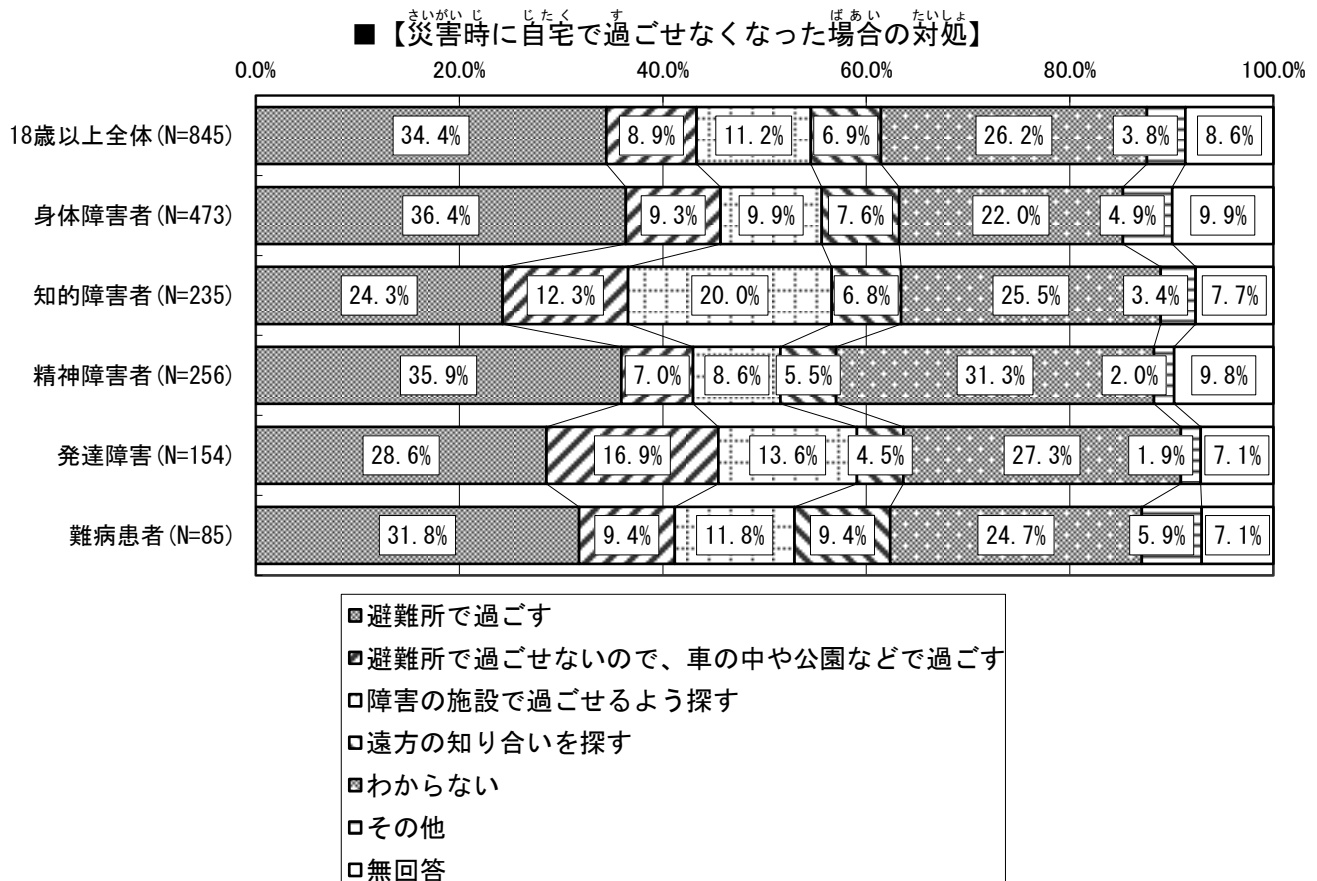 ■【災害時に自宅で過ごせなくなった場合の対処】
さいがいじ じたく す ばあい たいしょ
0.0% 20.0% 40.0% 60.0% 80.0% 100.0%
18歳以上全体(N=845) 34.4% 8.9% 11.2% 6.9% 26.2% 3.8% 8.6%
身体障害者(N=473) 36.4% 9.3% 9.9% 7.6% 22.0% 4.9% 9.9%
知的障害者(N=235) 24.3% 12.3% 20.0% 6.8% 25.5% 3.4% 7.7%
精神障害者(N=256) 35.9% 7.0% 8.6% 5.5% 31.3% 2.0% 9.8%
発達障害(N=154) 28.6% 16.9% 13.6% 4.5% 27.3% 1.9% 7.1%
難病患者(N=85) 31.8% 9.4% 11.8% 9.4% 24.7% 5.9% 7.1%
避難所で過ごす
避難所で過ごせないので、車の中や公園などで過ごす
障害の施設で過ごせるよう探す
遠方の知り合いを探す
わからない
その他
無回答